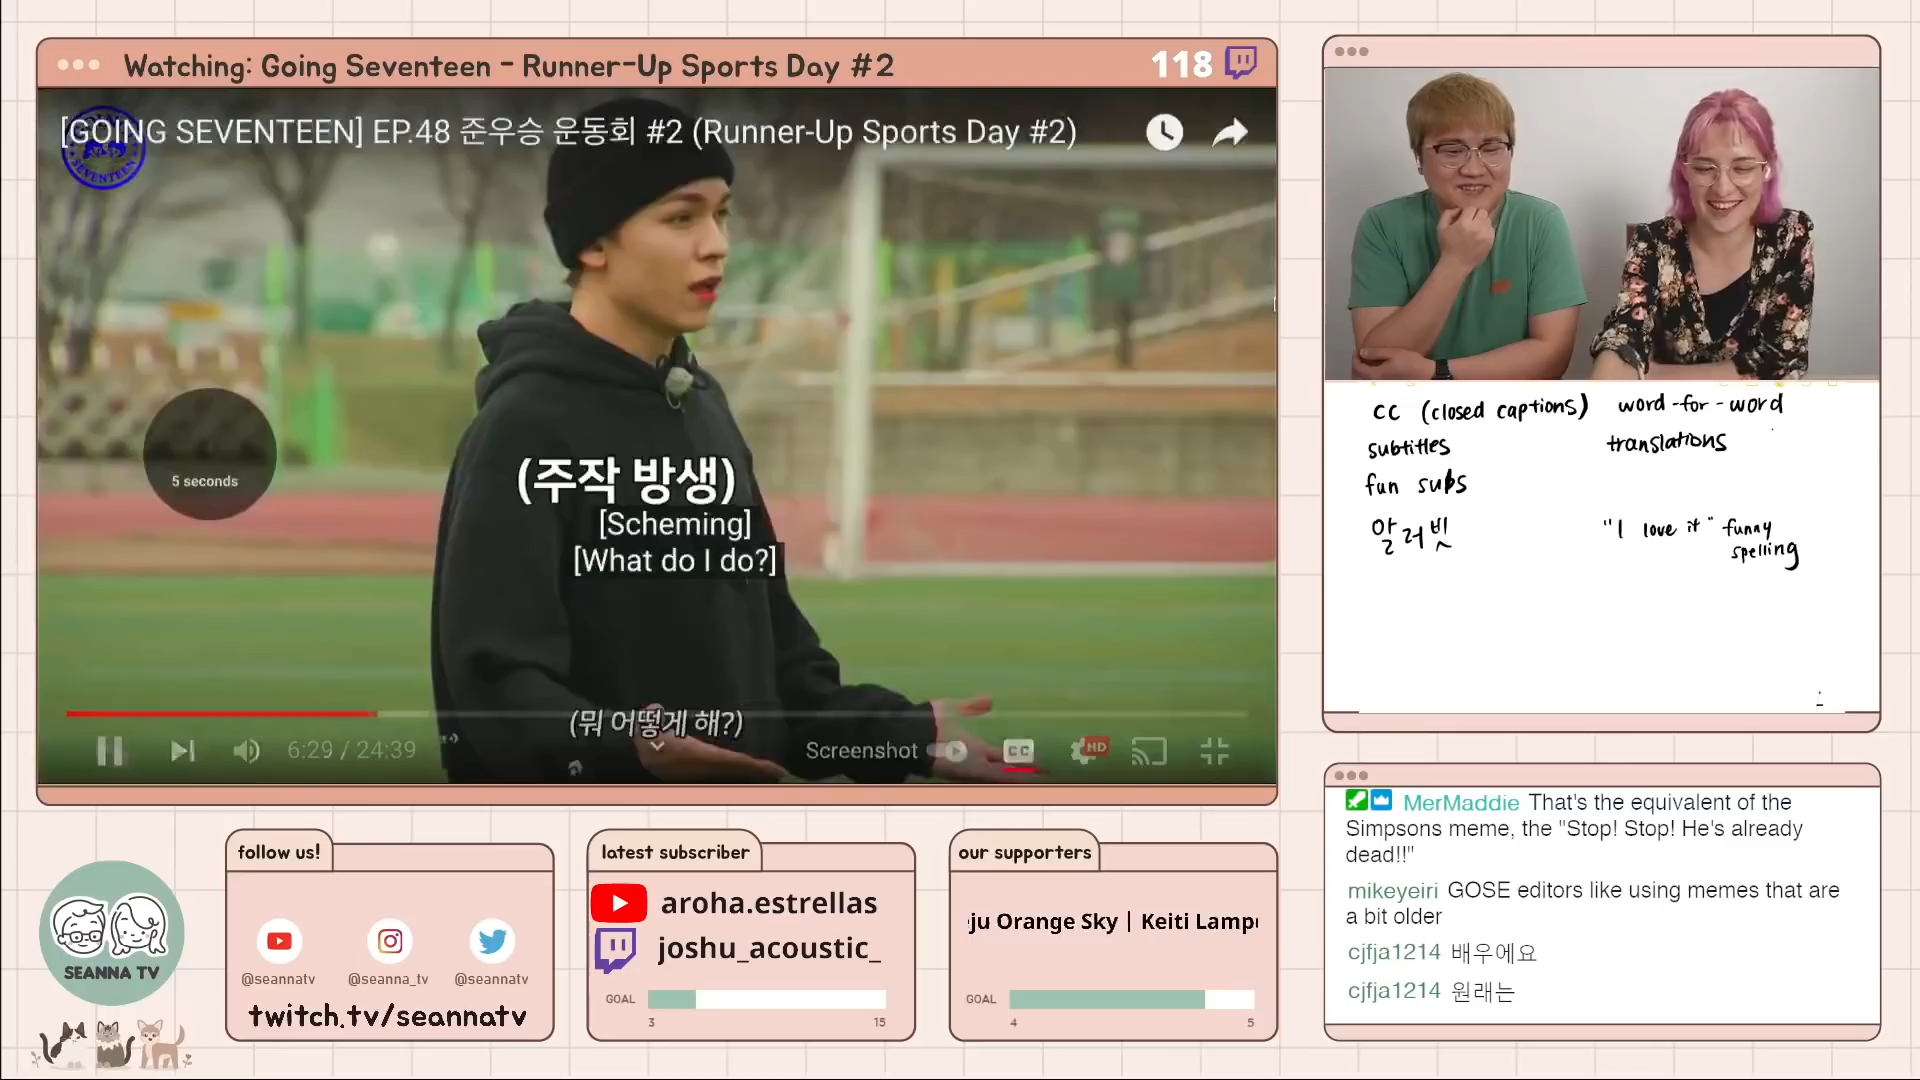 Watching: Going Seventeen - Runner-Up Sports Day #2
118
[GOING SEVENTEEN] EP.48 준우승 운동회 #2 (Runner-Up Sports Day #2)
SEVENTEEN
5 seconds
(주작 방생)
[Scheming]
[What do I do?]
(뭐 어떻게 해?)
6:29 / 24:39
Screenshot
CC
HD
cc (closed captions)
word-for-word
subtitles
translations
fun subs
알러빗
"I love it" funny
spelling
MerMaddie That's the equivalent of the
Simpsons meme, the "Stop! Stop! He's already
dead!!"
mikeyeiri GOSE editors like using memes that are
a bit older
cjfja1214 배우에요
cjfja1214 원래는
SEANNA TV
follow us!
@seannatv
@seanna_tv
@seannatv
twitch.tv/seannatv
latest subscriber
aroha.estrellas
joshu_acoustic_
GOAL
3
15
our supporters
ju Orange Sky | Keiti Lamp
GOAL
4
5